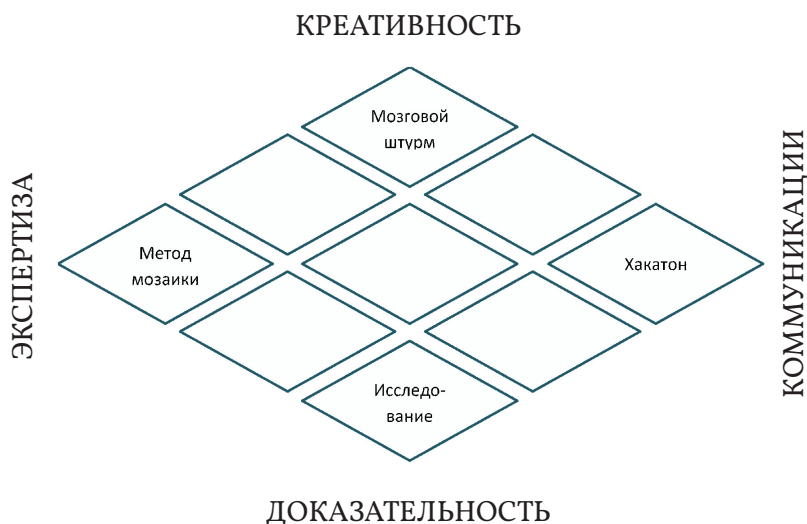 КРЕАТИВНОСТЬ
Мозговой
штурм
ЭКСПЕРТИЗА
Метод
мозаики
Хакатон
КОММУНИКАЦИИ
Исследо-
вание
ДОКАЗАТЕЛЬНОСТЬ